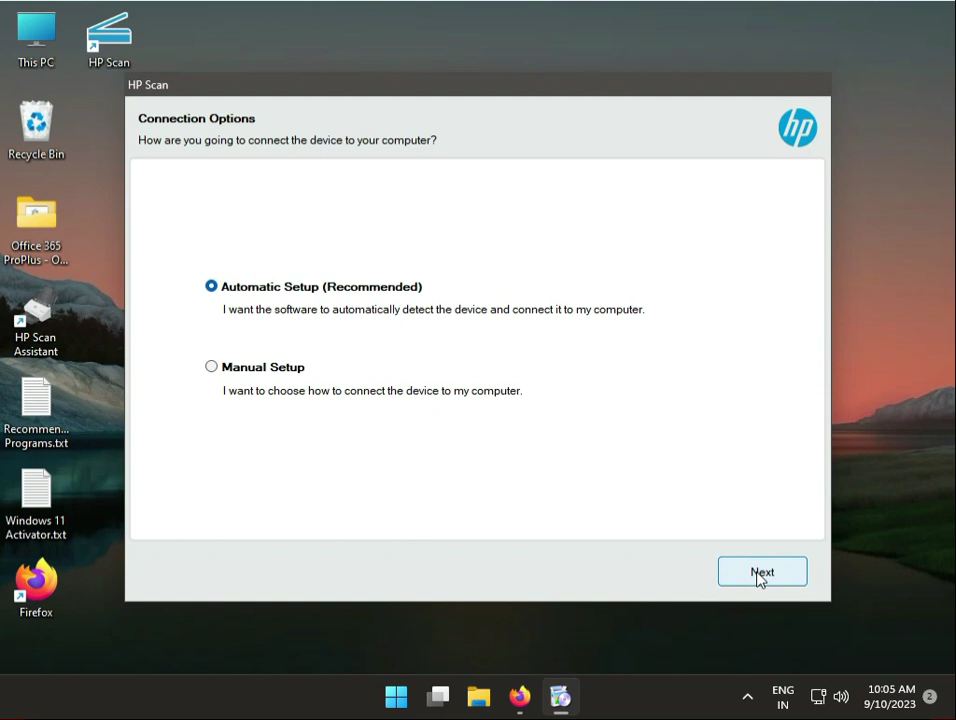 This PC
HP Scan
Recycle Bin
Office 365
ProPlus - O...
HP Scan
Assistant
Recommen...
Programs.txt
Windows 11
Activator.txt
Firefox
HP Scan
Connection Options
How are you going to connect the device to your computer?
hp
Automatic Setup (Recommended)
I want the software to automatically detect the device and connect it to my computer.
Manual Setup
I want to choose how to connect the device to my computer.
Next
ENG
IN
10:05 AM
9/10/2023
2